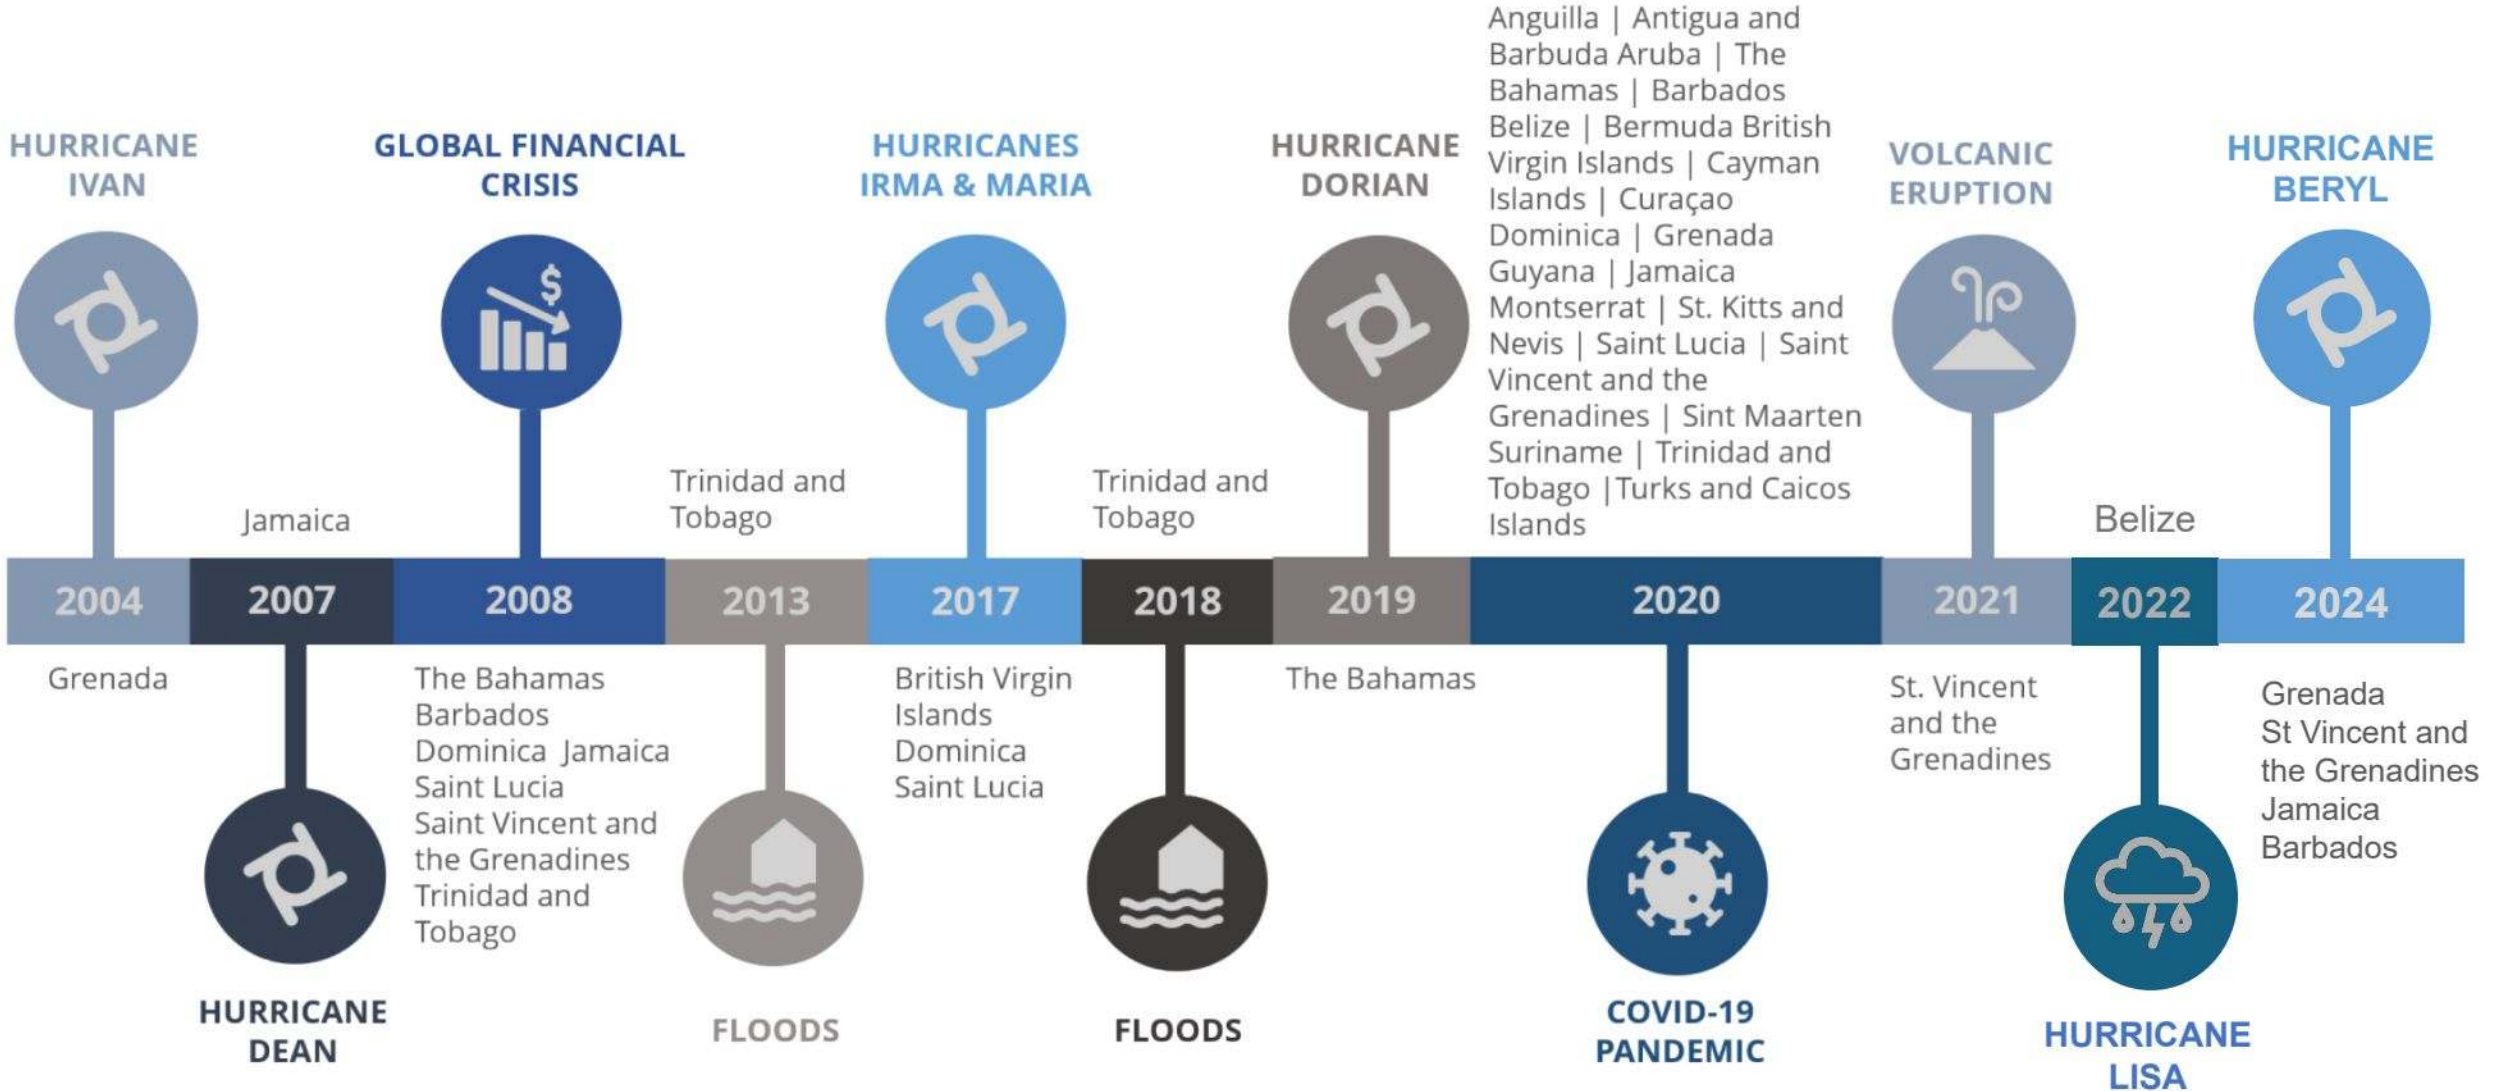 HURRICANE
IVAN
2004
Grenada
Jamaica
2007
HURRICANE
DEAN
GLOBAL FINANCIAL
CRISIS
$
2008
The Bahamas
Barbados
Dominica Jamaica
Saint Lucia
Saint Vincent and
the Grenadines
Trinidad and
Tobago
Trinidad and
Tobago
2013
FLOODS
HURRICANES
IRMA & MARIA
2017
British Virgin
Islands
Dominica
Saint Lucia
Trinidad and
Tobago
2018
FLOODS
HURRICANE
DORIAN
2019
The Bahamas
Anguilla | Antigua and
Barbuda Aruba | The
Bahamas | Barbados
Belize | Bermuda British
Virgin Islands | Cayman
Islands | Curaçao
Dominica | Grenada
Guyana | Jamaica
Montserrat | St. Kitts and
Nevis | Saint Lucia | Saint
Vincent and the
Grenadines | Sint Maarten
Suriname | Trinidad and
Tobago |Turks and Caicos
Islands
2020
COVID-19
PANDEMIC
VOLCANIC
ERUPTION
2021
St. Vincent
and the
Grenadines
Belize
2022
HURRICANE
LISA
HURRICANE
BERYL
2024
Grenada
St Vincent and
the Grenadines
Jamaica
Barbados